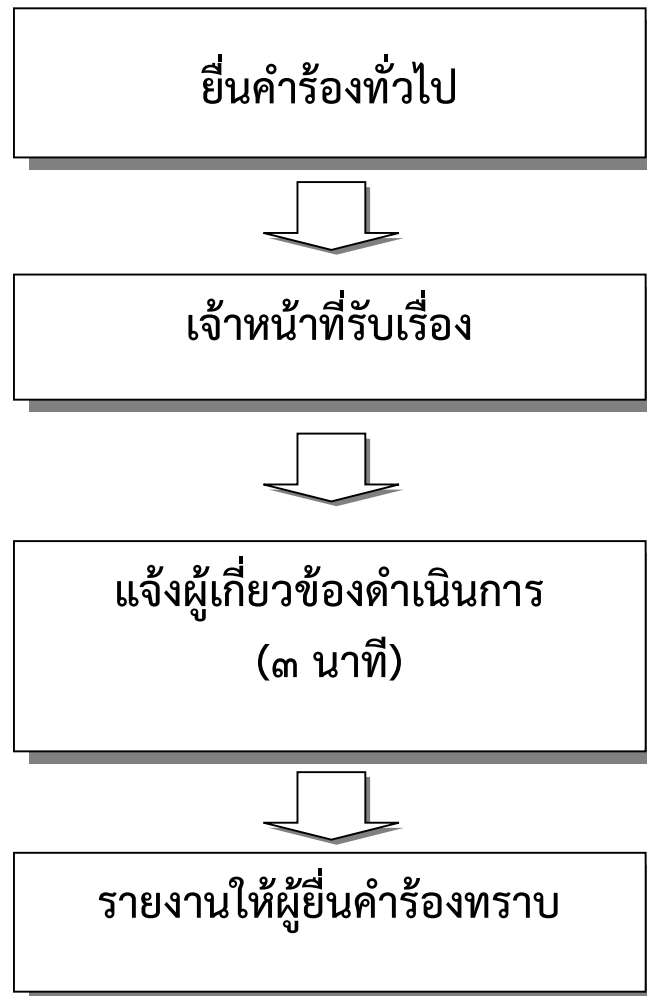 ยื่นคำร้องทั่วไป
เจ้าหน้าที่รับเรื่อง
แจ้งผู้เกี่ยวข้องดำเนินการ
(๓ นาที)
รายงานให้ผู้ยื่นคำร้องทราบ